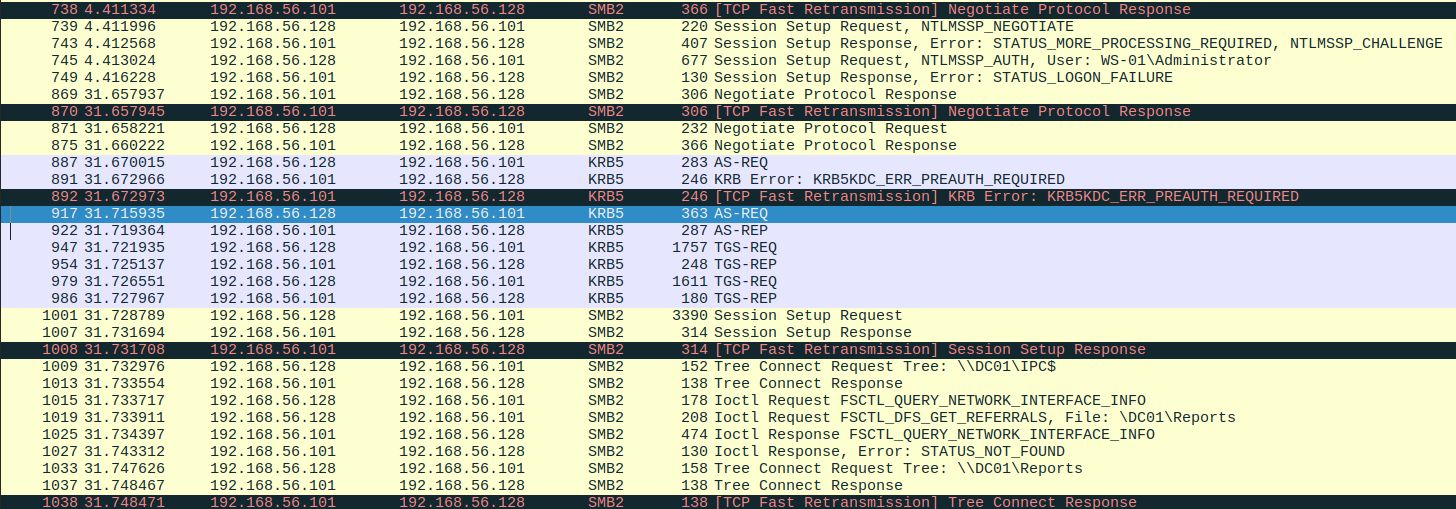 738 4.411334 192.168.56.101 192.168.56.128 SMB2 366 [TCP Fast Retransmission] Negotiate Protocol Response
739 4.411996 192.168.56.128 192.168.56.101 SMB2 220 Session Setup Request, NTLMSSP_NEGOTIATE
743 4.412568 192.168.56.101 192.168.56.128 SMB2 407 Session Setup Response, Error: STATUS_MORE_PROCESSING_REQUIRED, NTLMSSP_CHALLENGE
745 4.413024 192.168.56.128 192.168.56.101 SMB2 677 Session Setup Request, NTLMSSP_AUTH, User: WS-01\Administrator
749 4.416228 192.168.56.101 192.168.56.128 SMB2 130 Session Setup Response, Error: STATUS_LOGON_FAILURE
869 31.657937 192.168.56.101 192.168.56.128 SMB2 306 Negotiate Protocol Response
870 31.657945 192.168.56.101 192.168.56.128 SMB2 306 [TCP Fast Retransmission] Negotiate Protocol Response
871 31.658221 192.168.56.128 192.168.56.101 SMB2 232 Negotiate Protocol Request
875 31.660222 192.168.56.101 192.168.56.128 SMB2 366 Negotiate Protocol Response
887 31.670015 192.168.56.128 192.168.56.101 KRB5 283 AS-REQ
891 31.672966 192.168.56.101 192.168.56.128 KRB5 246 KRB Error: KRB5KDC_ERR_PREAUTH_REQUIRED
892 31.672973 192.168.56.101 192.168.56.128 KRB5 246 [TCP Fast Retransmission] KRB Error: KRB5KDC_ERR_PREAUTH_REQUIRED
917 31.715935 192.168.56.128 192.168.56.101 KRB5 363 AS-REQ
922 31.719364 192.168.56.101 192.168.56.128 KRB5 287 AS-REP
947 31.721935 192.168.56.128 192.168.56.101 KRB5 1757 TGS-REQ
954 31.725137 192.168.56.101 192.168.56.128 KRB5 248 TGS-REP
979 31.726551 192.168.56.128 192.168.56.101 KRB5 1611 TGS-REQ
986 31.727967 192.168.56.101 192.168.56.128 KRB5 180 TGS-REP
1001 31.728789 192.168.56.128 192.168.56.101 SMB2 3390 Session Setup Request
1007 31.731694 192.168.56.101 192.168.56.128 SMB2 314 Session Setup Response
1008 31.731708 192.168.56.101 192.168.56.128 SMB2 314 [TCP Fast Retransmission] Session Setup Response
1009 31.732976 192.168.56.128 192.168.56.101 SMB2 152 Tree Connect Request Tree: \\DC01\IPC$
1013 31.733554 192.168.56.101 192.168.56.128 SMB2 138 Tree Connect Response
1015 31.733717 192.168.56.128 192.168.56.101 SMB2 178 Ioctl Request FSCTL_QUERY_NETWORK_INTERFACE_INFO
1019 31.733911 192.168.56.128 192.168.56.101 SMB2 208 Ioctl Request FSCTL_DFS_GET_REFERRALS, File: \DC01\Reports
1025 31.734397 192.168.56.101 192.168.56.128 SMB2 474 Ioctl Response FSCTL_QUERY_NETWORK_INTERFACE_INFO
1027 31.743312 192.168.56.101 192.168.56.128 SMB2 130 Ioctl Response, Error: STATUS_NOT_FOUND
1033 31.747626 192.168.56.128 192.168.56.101 SMB2 158 Tree Connect Request Tree: \\DC01\Reports
1037 31.748467 192.168.56.101 192.168.56.128 SMB2 138 Tree Connect Response
1038 31.748471 192.168.56.101 192.168.56.128 SMB2 138 [TCP Fast Retransmission] Tree Connect Response